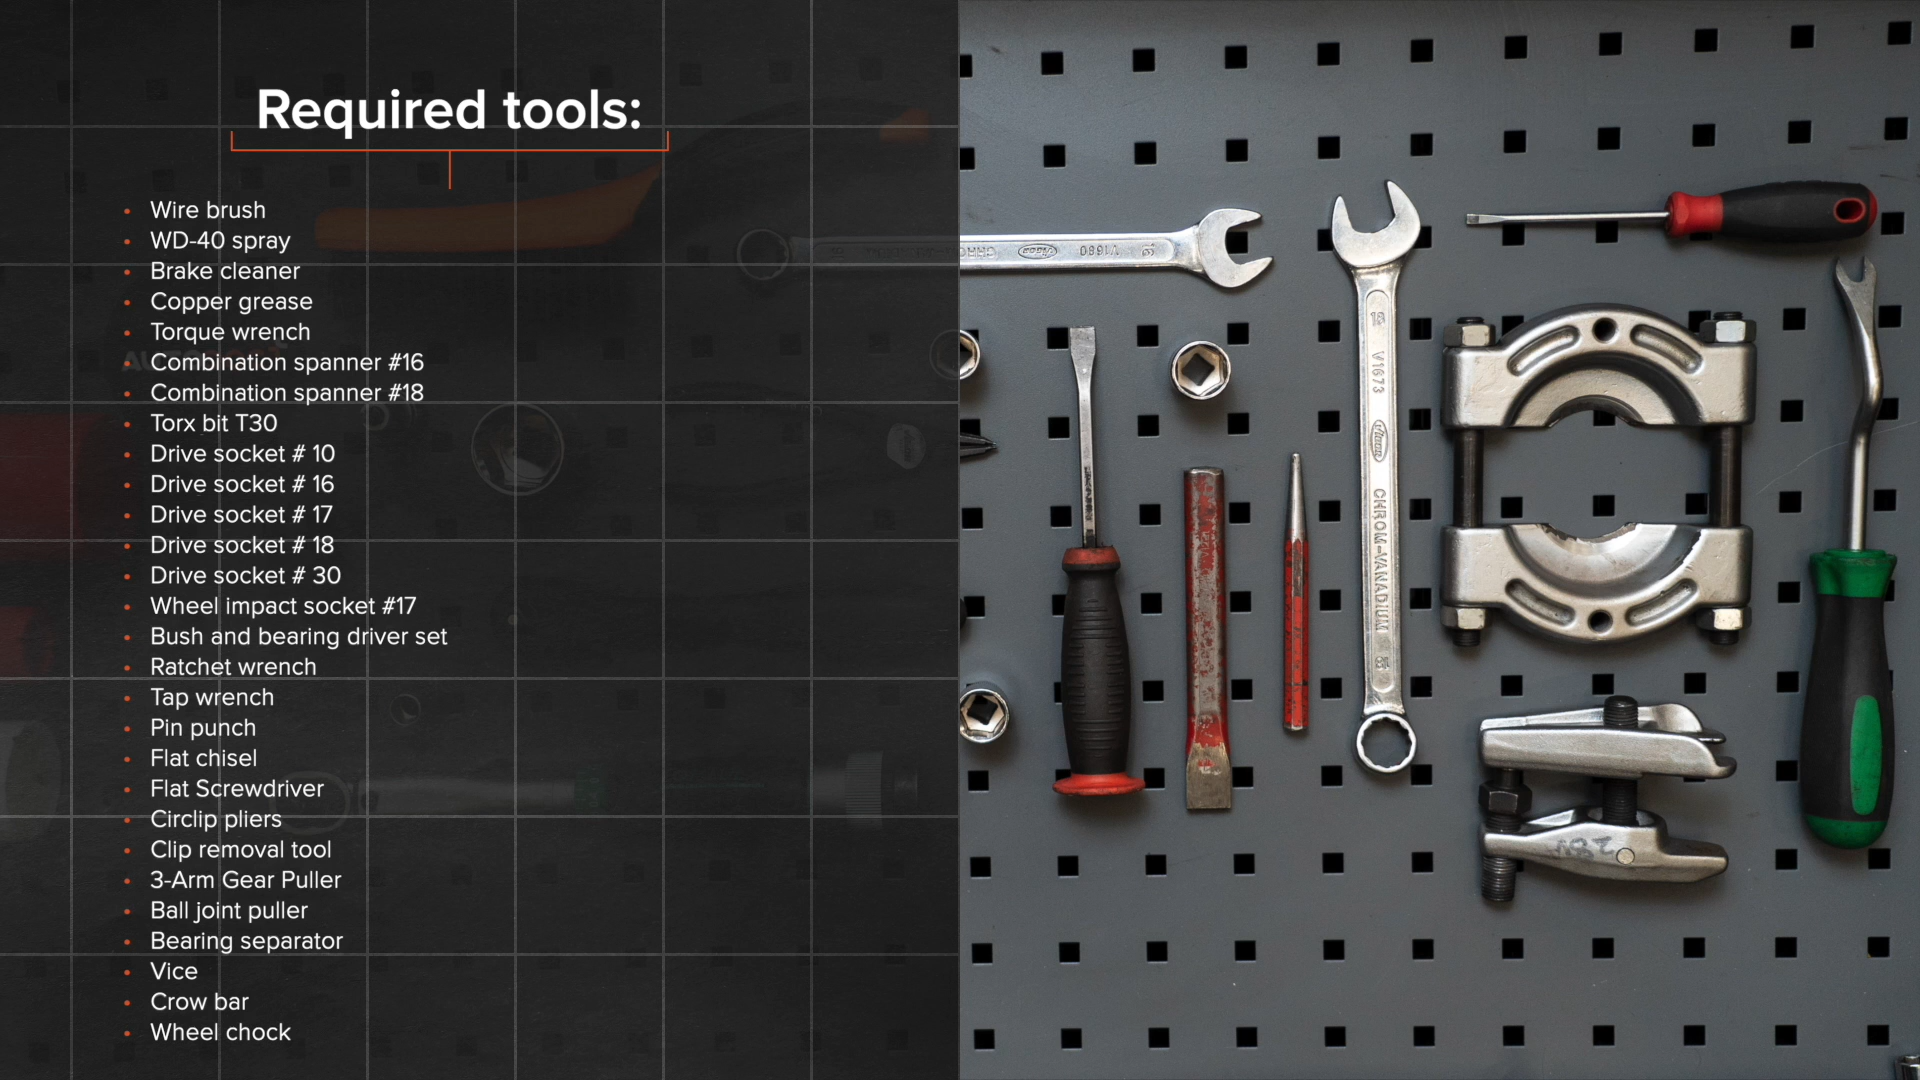 Required tools:
Wire brush
WD-40 spray
Brake cleaner
Copper grease
Torque wrench
Combination spanner #16
Combination spanner #18
Torx bit T30
Drive socket # 10
Drive socket # 16
Drive socket # 17
Drive socket # 18
Drive socket # 30
Wheel impact socket #17
Bush and bearing driver set
Ratchet wrench
Tap wrench
Pin punch
Flat chisel
Flat Screwdriver
Circlip pliers
Clip removal tool
3-Arm Gear Puller
Ball joint puller
Bearing separator
Vice
Crow bar
Wheel chock
V1680
V1673
CHROM-VANADIUM